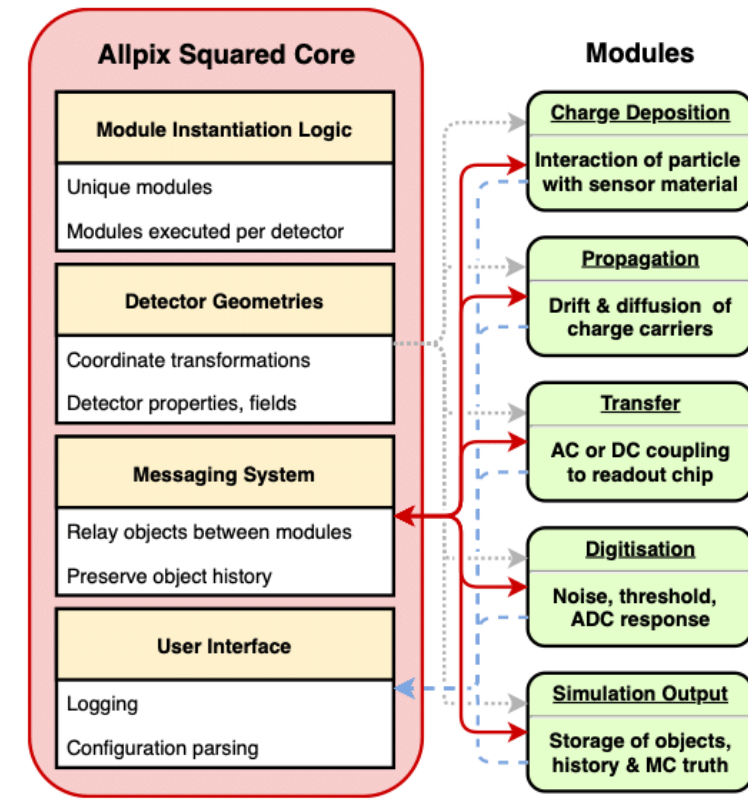 Allpix Squared Core
Module Instantiation Logic
Unique modules
Modules executed per detector
Detector Geometries
Coordinate transformations
Detector properties, fields
Messaging System
Relay objects between modules
Preserve object history
User Interface
Logging
Configuration parsing
Modules
Charge Deposition
Interaction of particle
with sensor material
Propagation
Drift & diffusion of
charge carriers
Transfer
AC or DC coupling
to readout chip
Digitisation
Noise, threshold,
ADC response
Simulation Output
Storage of objects,
history & MC truth